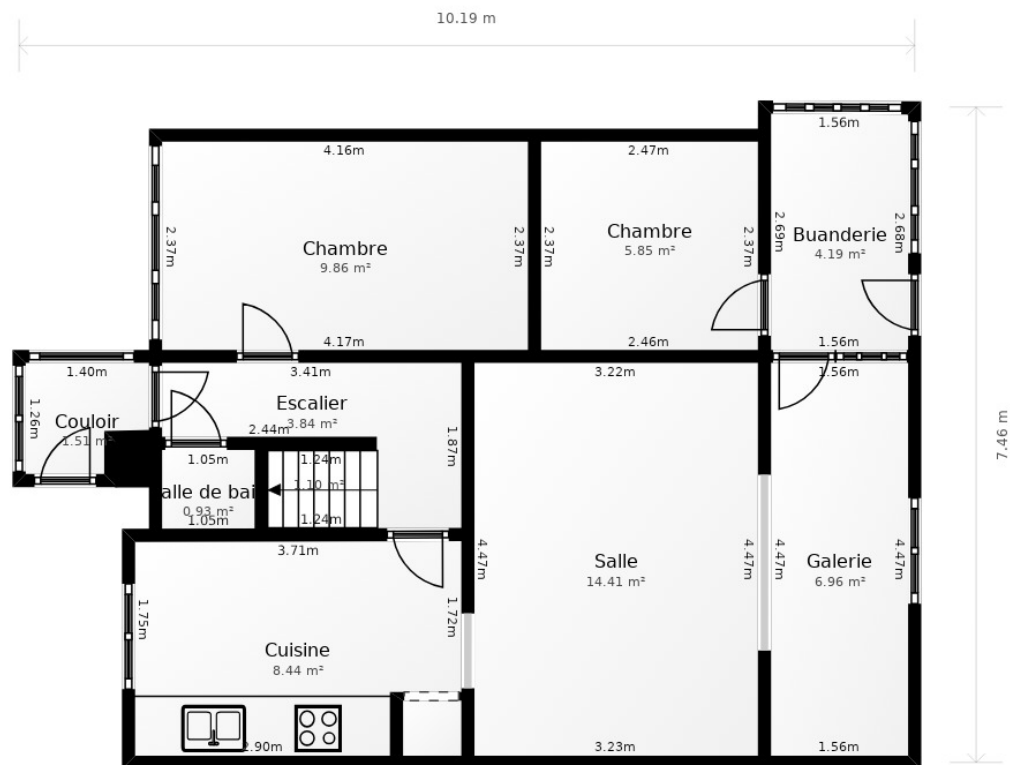 10.19 m
1.56m
4.16m
2.47m
2.37m
2.37m
2.37m
2.37m
2.69m
2.68m
Chambre
9.86 m²
Chambre
5.85 m²
Buanderie
4.19 m²
4.17m
2.46m
1.56m
1.40m
3.41m
3.22m
1.56m
1.26m
Couloir
1.51 m²
Escalier
3.84 m²
2.44m
1.87m
7.46 m
1.05m
1.24m
alle de bai
0.93 m²
1.05m
1.10 m²
1.24m
3.71m
4.47m
4.47m
4.47m
4.47m
Salle
14.41 m²
Galerie
6.96 m²
1.75m
1.72m
Cuisine
8.44 m²
2.90m
3.23m
1.56m